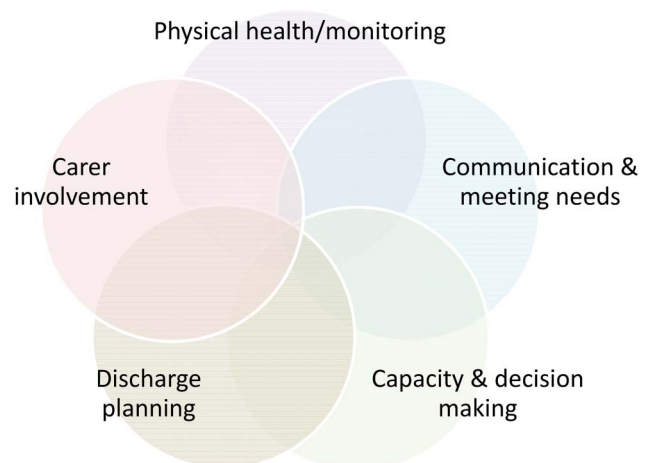 Physical health/monitoring
Carer
involvement
Communication &
meeting needs
Discharge
planning
Capacity & decision
making